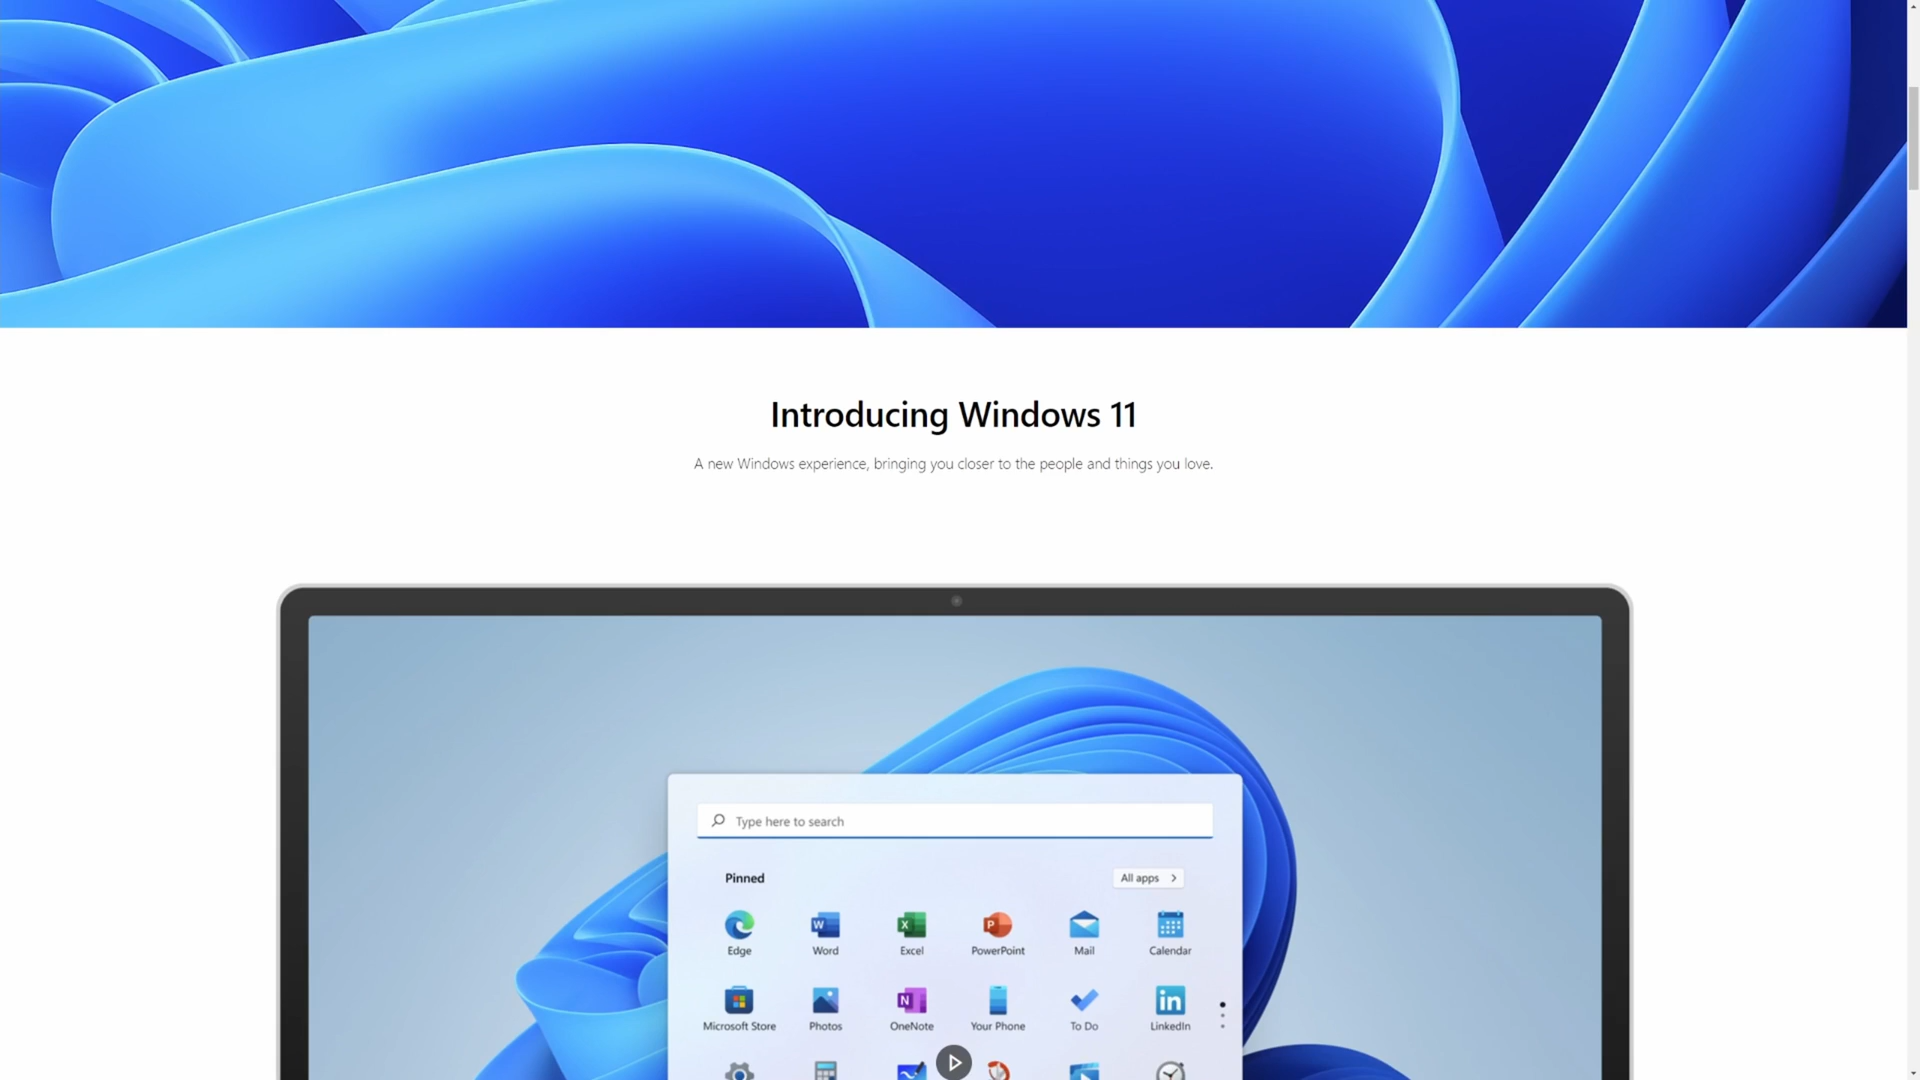 Introducing Windows 11
A new Windows experience, bringing you closer to the people and things you love.
Type here to search
Pinned
All apps
Edge
Word
Excel
PowerPoint
Mail
Calendar
Microsoft Store
Photos
OneNote
Your Phone
To Do
LinkedIn